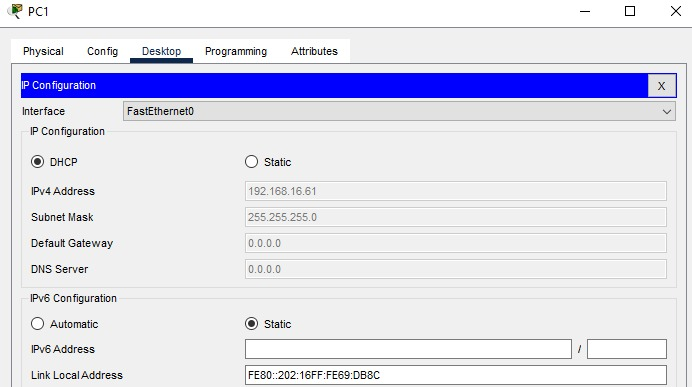 PC1
Physical Config Desktop Programming Attributes
IP Configuration X
Interface FastEthernet0
IP Configuration
DHCP Static
IPv4 Address 192.168.16.61
Subnet Mask 255.255.255.0
Default Gateway 0.0.0.0
DNS Server 0.0.0.0
IPv6 Configuration
Automatic Static
IPv6 Address /
Link Local Address FE80::202:16FF:FE69:DB8C